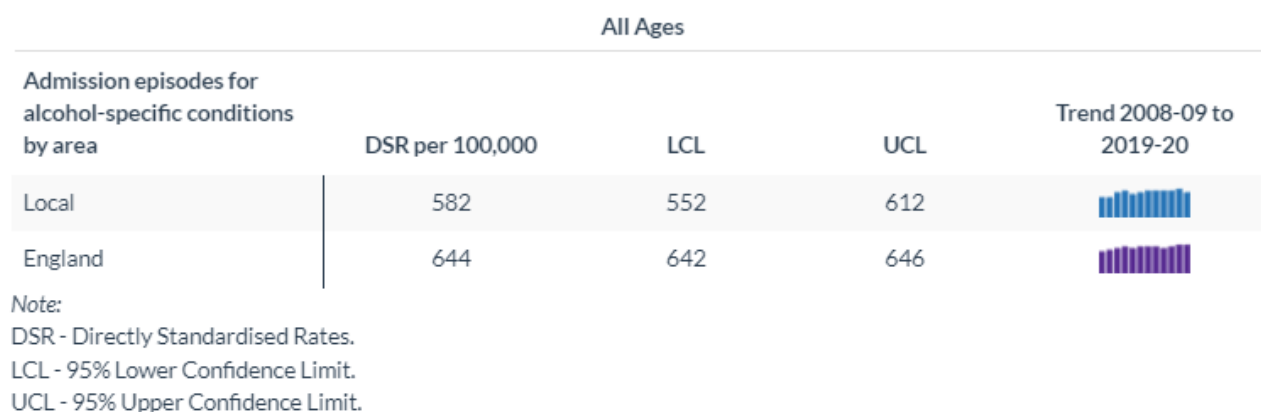 All Ages
Admission episodes for
alcohol-specific conditions
by area
DSR per 100,000
LCL
UCL
Trend 2008-09 to
2019-20
Local 582 552 612
England 644 642 646
Note:
DSR - Directly Standardised Rates.
LCL - 95% Lower Confidence Limit.
UCL - 95% Upper Confidence Limit.